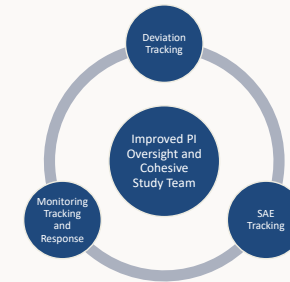 Deviation
Tracking
Improved PI
Oversight and
Cohesive
Study Team
Monitoring
Tracking
and
Response
SAE
Tracking